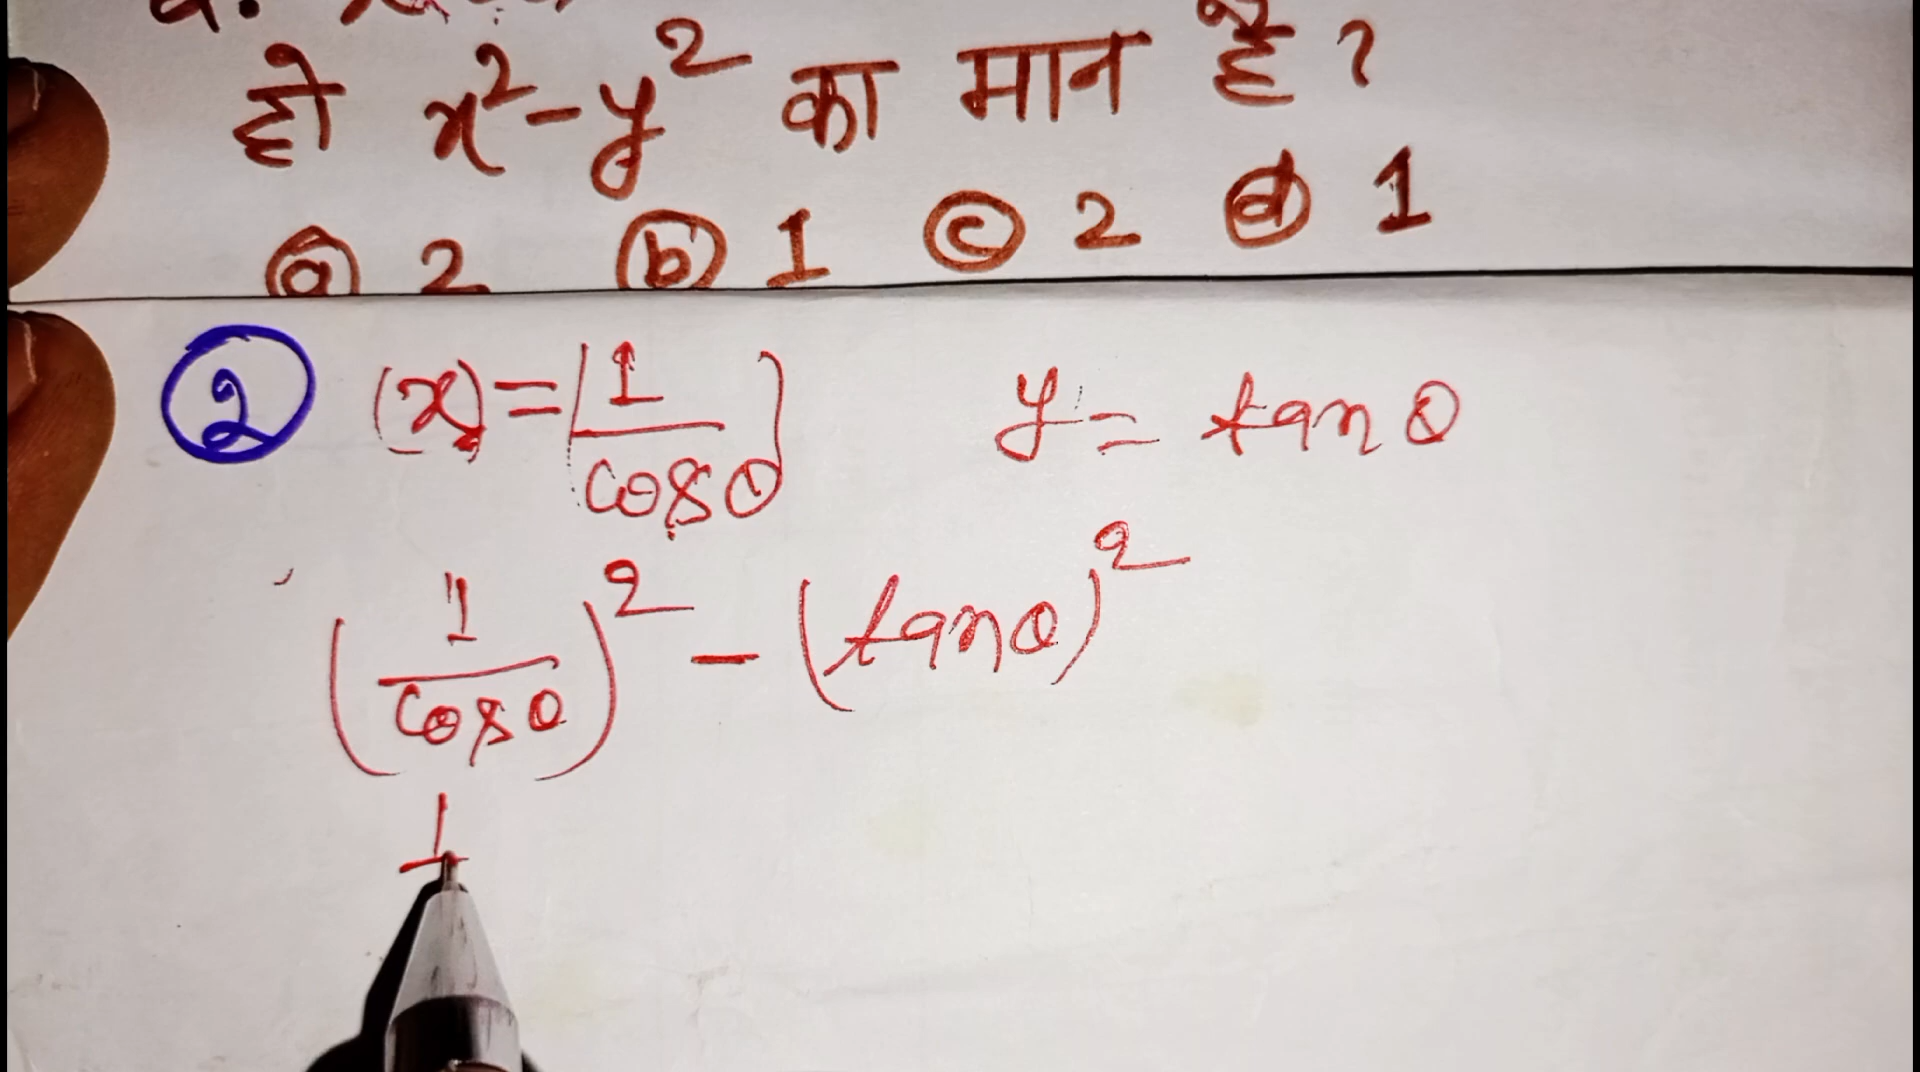 हो x²-y² का मान है?
ⓐ 2 ⓑ 1 ⓒ 2 ⓓ 1
② (x) = (1/cosθ) y = tanθ
(1/cosθ)² - (tanθ)²
1